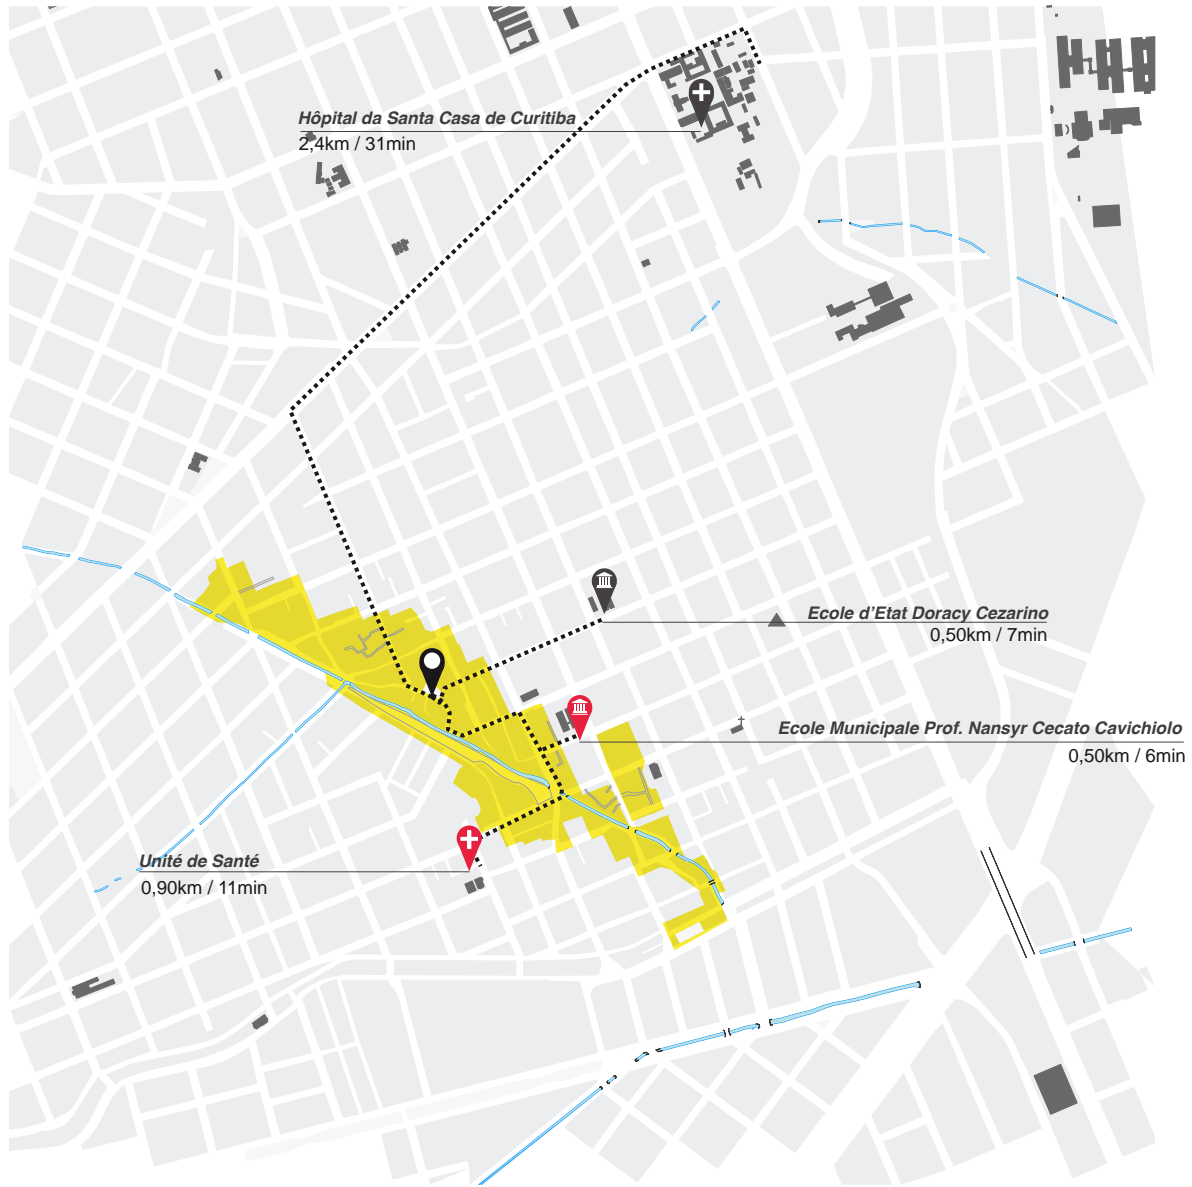 Hôpital da Santa Casa de Curitiba
2,4km / 31min
Ecole d'Etat Doracy Cezarino
0,50km / 7min
Ecole Municipale Prof. Nansyr Cecato Cavichiolo
0,50km / 6min
Unité de Santé
0,90km / 11min